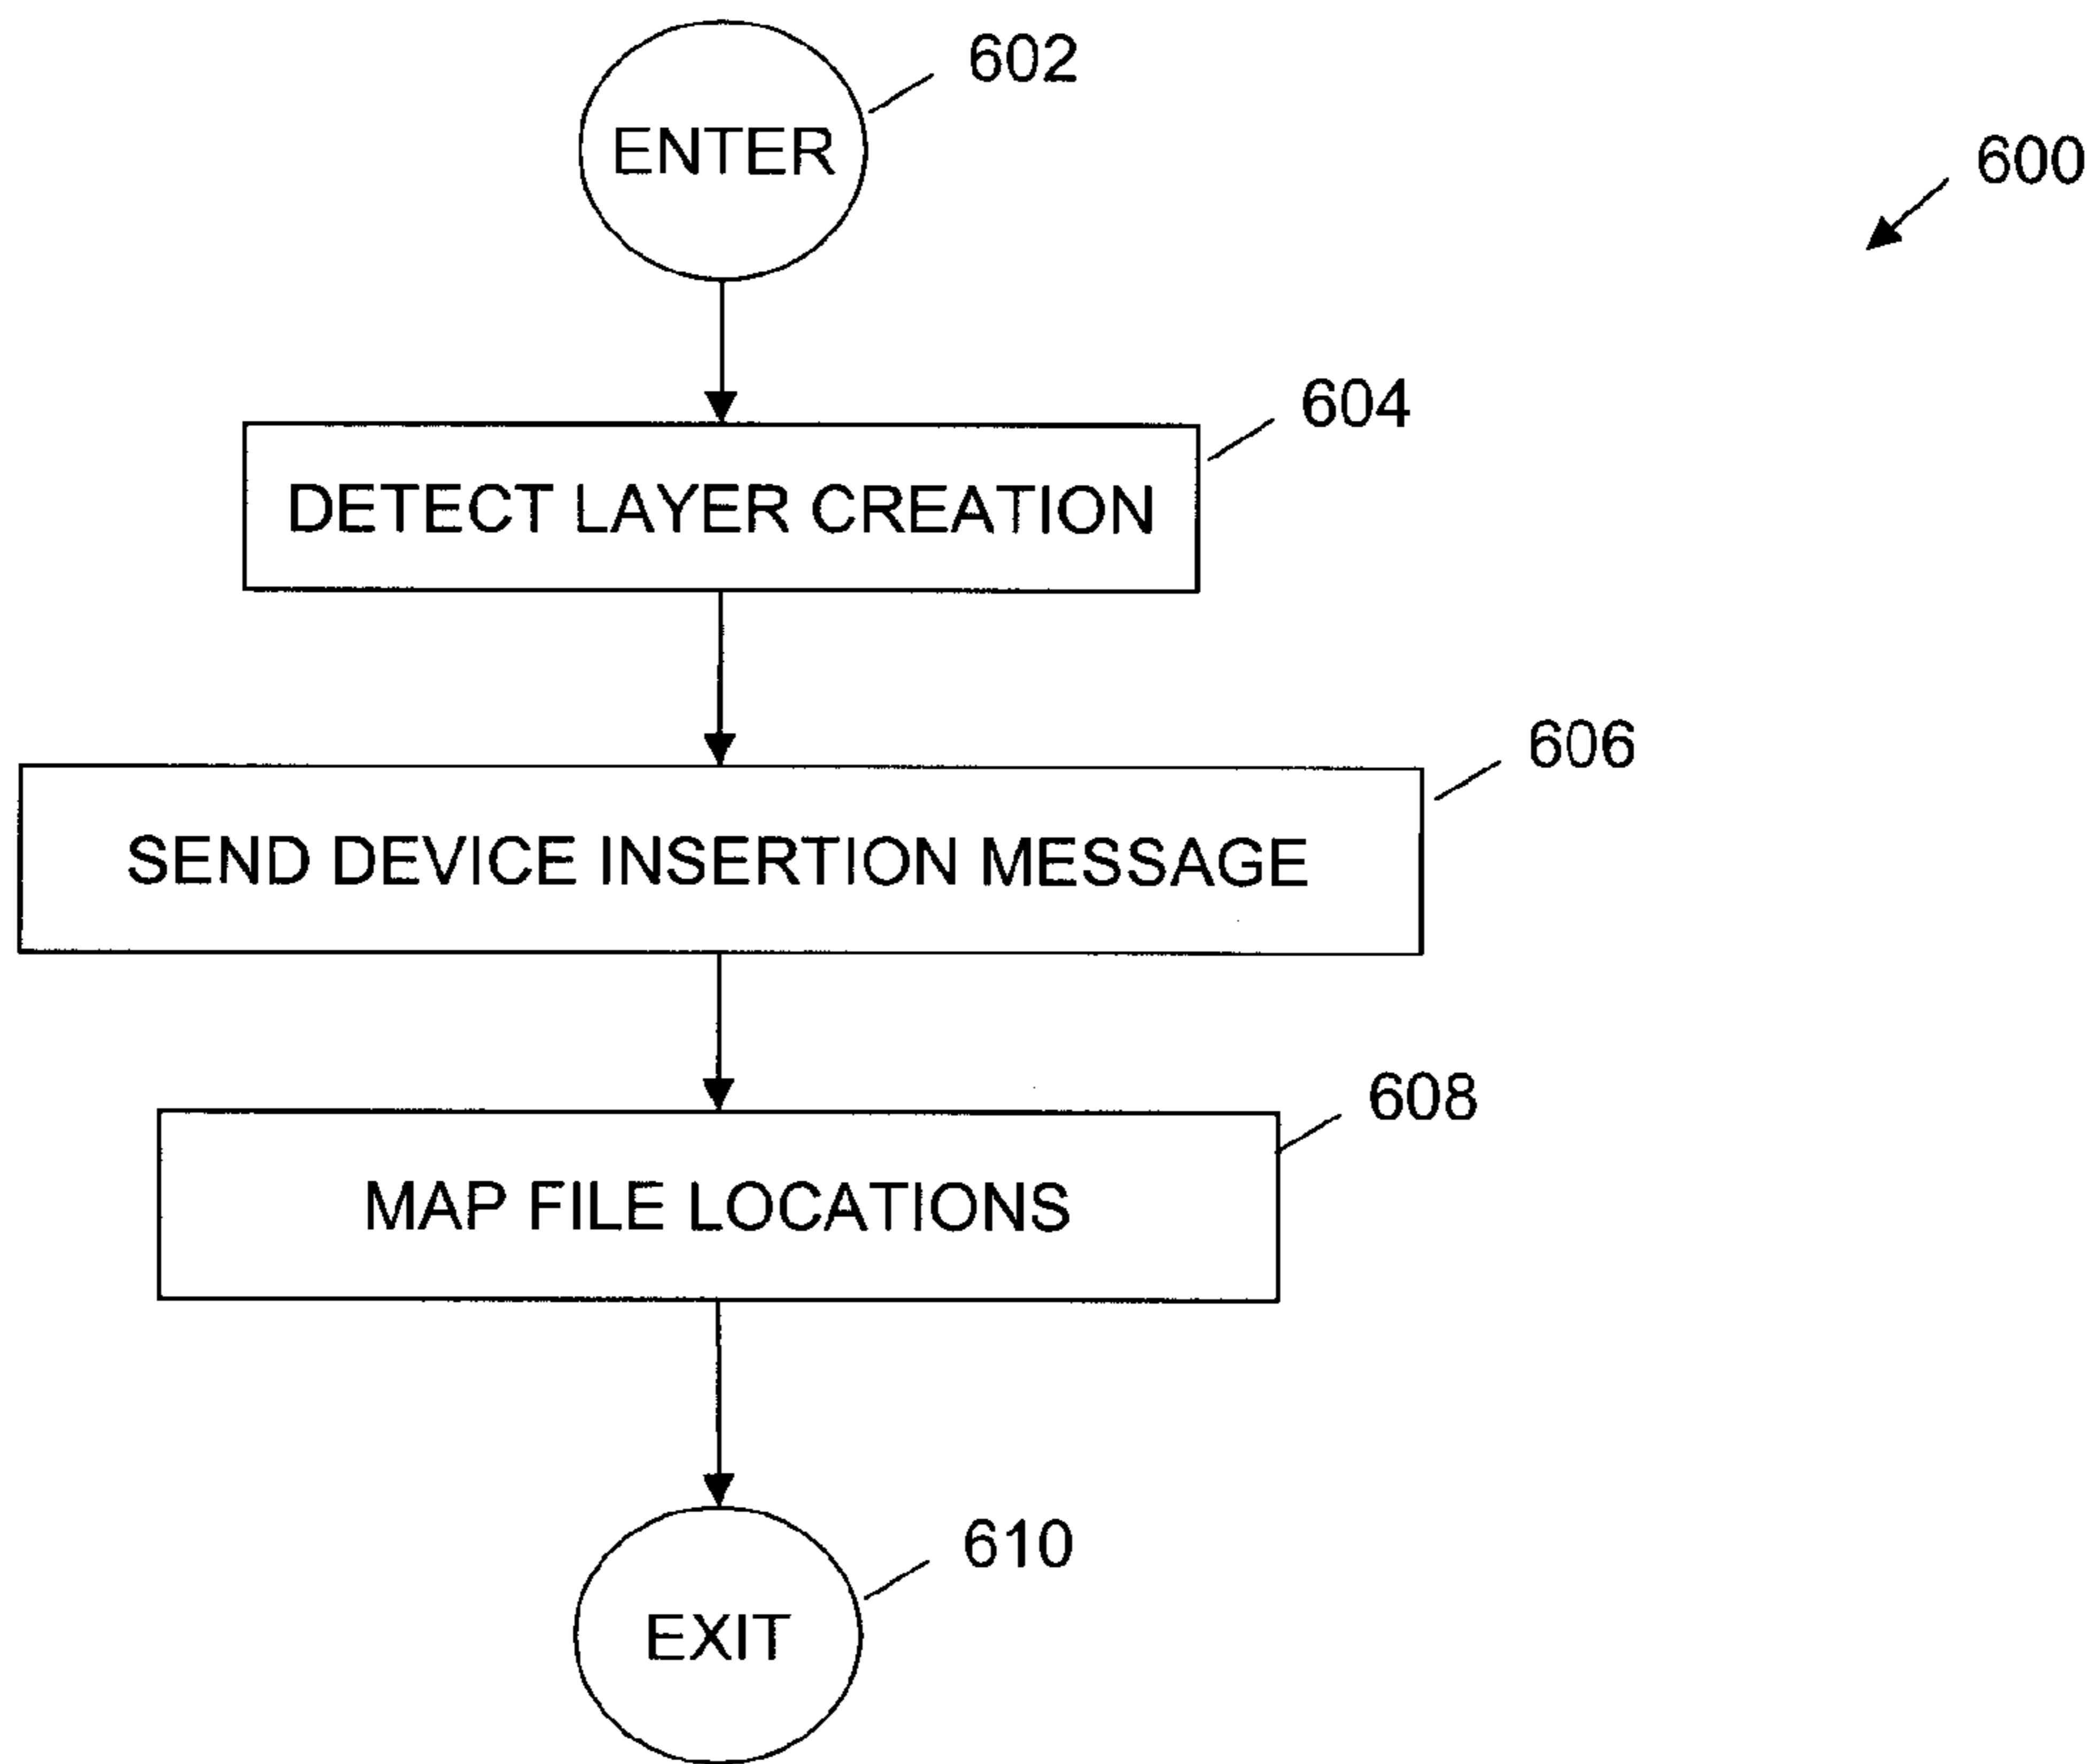 602
ENTER
600
604
DETECT LAYER CREATION
606
SEND DEVICE INSERTION MESSAGE
608
MAP FILE LOCATIONS
610
EXIT